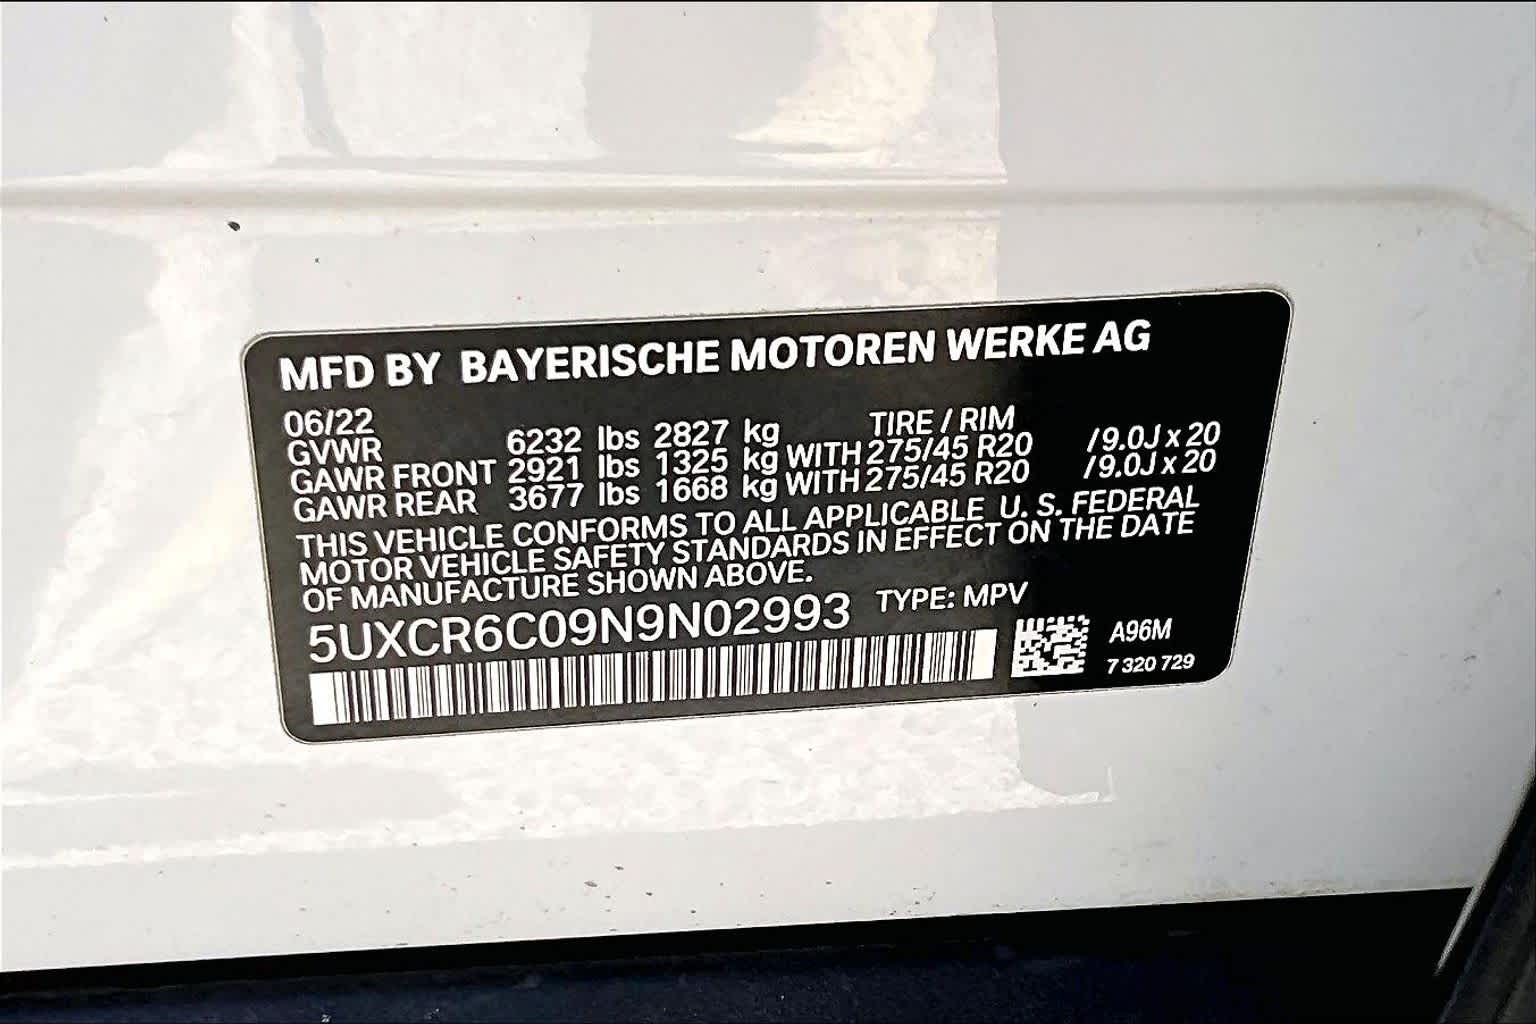 MFD BY BAYERISCHE MOTOREN WERKE AG
06/22 TIRE / RIM
GVWR 6232 lbs 2827 kg
GAWR FRONT 2921 lbs 1325 kg WITH 275/45 R20 /9.0J x 20
GAWR REAR 3677 lbs 1668 kg WITH 275/45 R20 /9.0J x 20
THIS VEHICLE CONFORMS TO ALL APPLICABLE U. S. FEDERAL
MOTOR VEHICLE SAFETY STANDARDS IN EFFECT ON THE DATE
OF MANUFACTURE SHOWN ABOVE.
5UXCR6C09N9N02993 TYPE: MPV
A96M
7 320 729